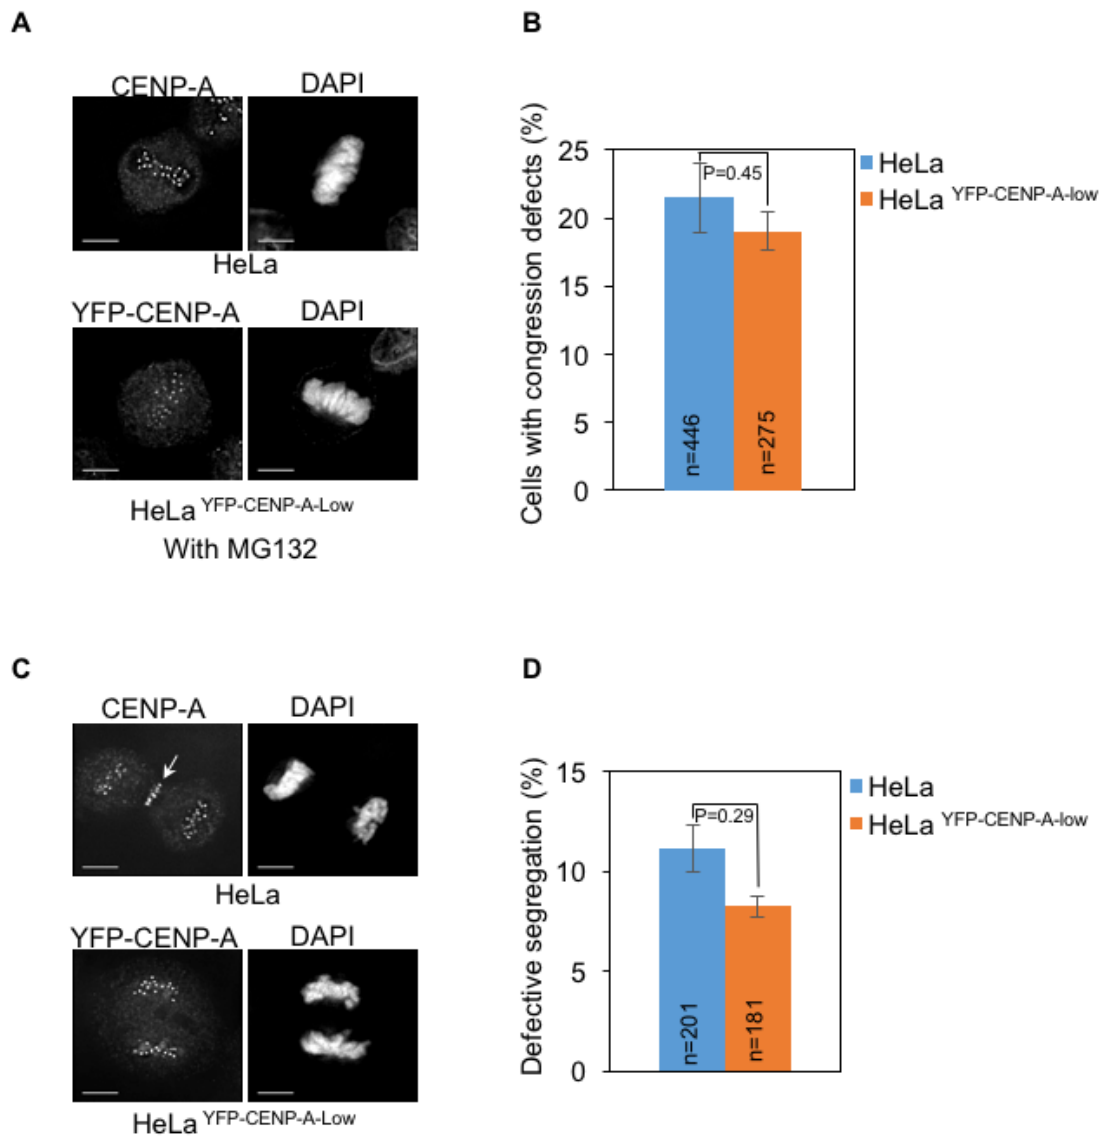 A
CENP-A DAPI
HeLa
YFP-CENP-A DAPI
HeLa YFP-CENP-A-Low
With MG132
B
Cells with congression defects (%)
25
20
15
10
5
0
P=0.45
n=446
n=275
HeLa
HeLa YFP-CENP-A-low
C
CENP-A DAPI
HeLa
YFP-CENP-A DAPI
HeLa YFP-CENP-A-Low
D
Defective segregation (%)
15
10
5
0
P=0.29
n=201
n=181
HeLa
HeLa YFP-CENP-A-low